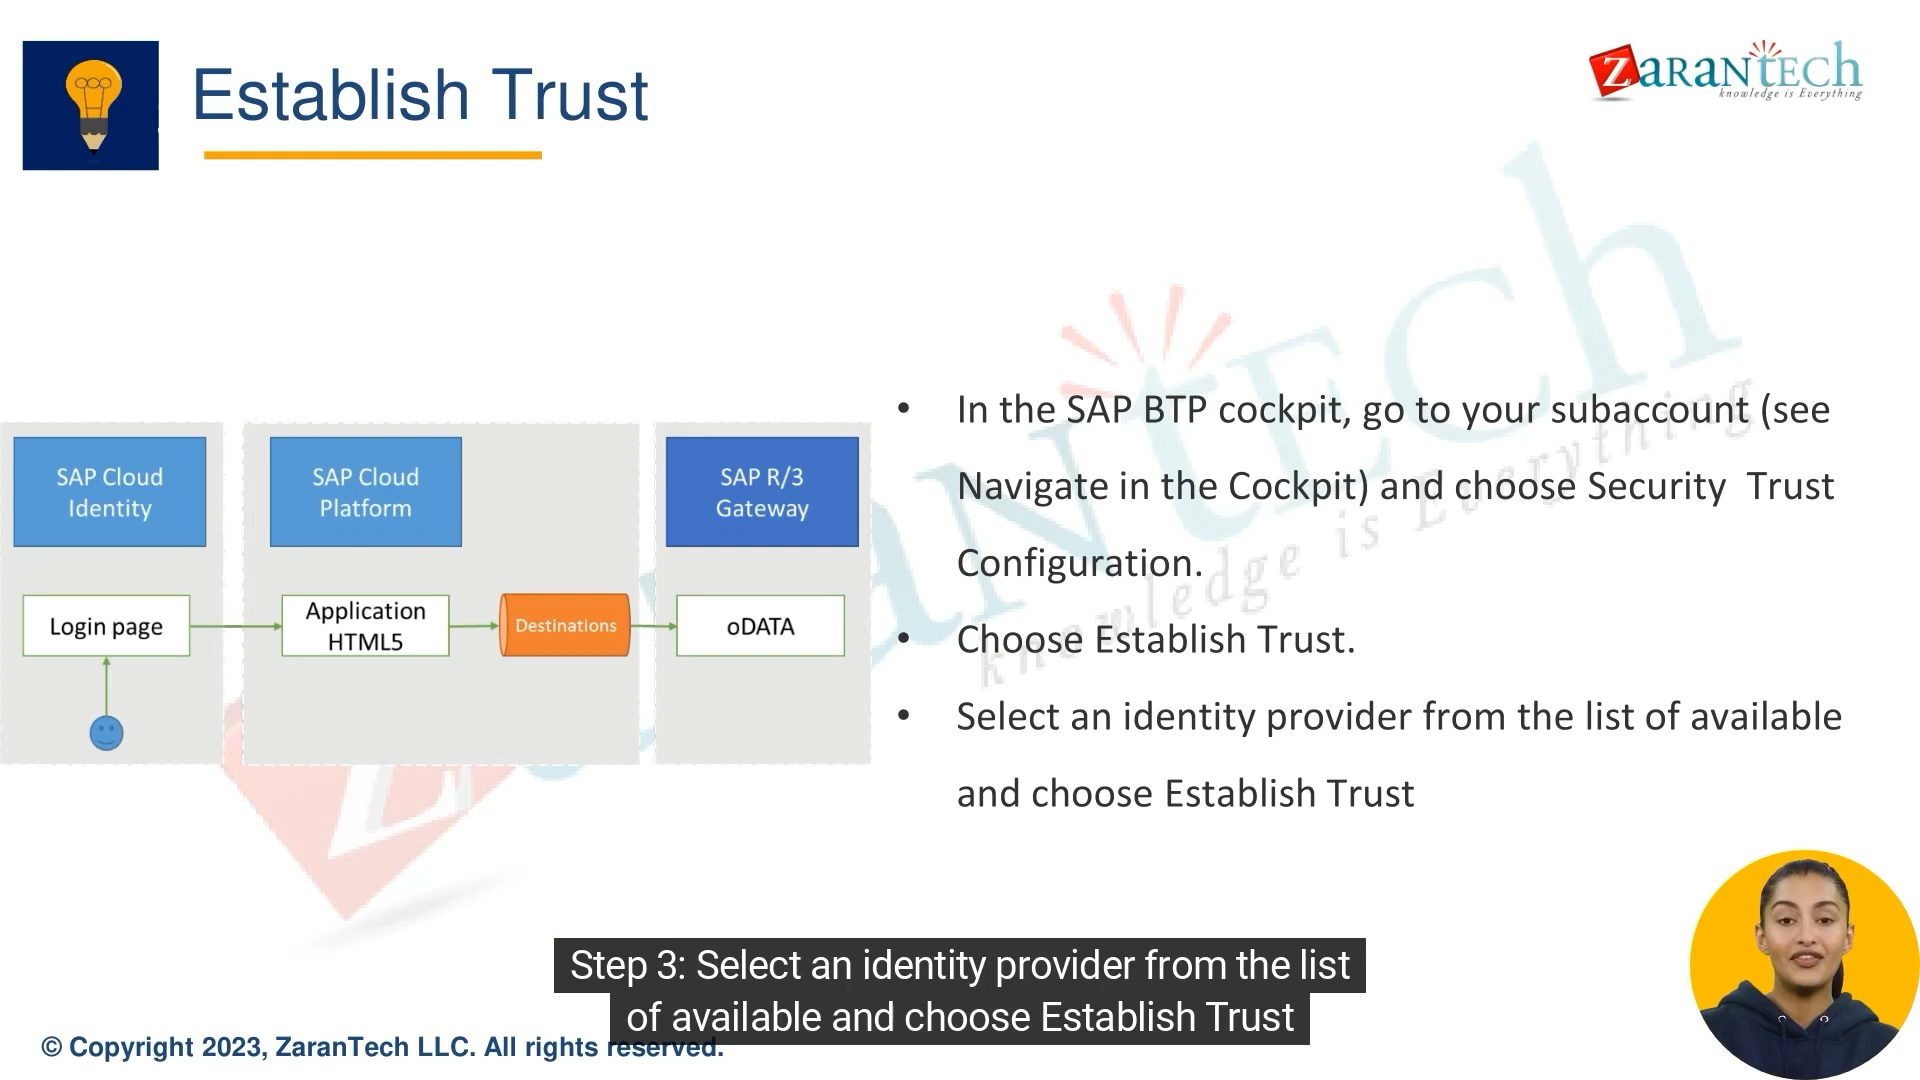 Establish Trust
ZaranTech
knowledge is Everything
SAP Cloud
Identity
SAP Cloud
Platform
SAP R/3
Gateway
Login page
Application
HTML5
Destinations
oDATA
• In the SAP BTP cockpit, go to your subaccount (see
Navigate in the Cockpit) and choose Security  Trust
Configuration.
• Choose Establish Trust.
• Select an identity provider from the list of available
and choose Establish Trust
Step 3: Select an identity provider from the list
of available and choose Establish Trust
© Copyright 2023, ZaranTech LLC. All rights reserved.
ZaranTech
knowledge is Everything